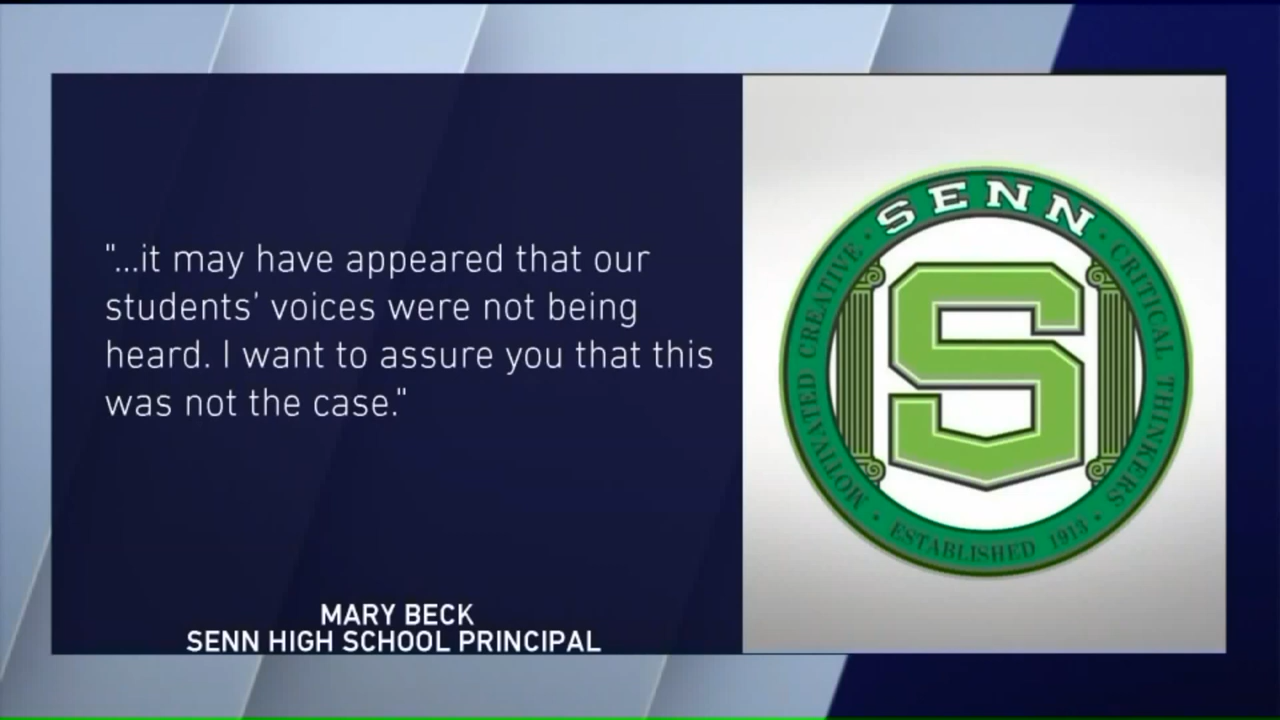 "...it may have appeared that our
students' voices were not being
heard. I want to assure you that this
was not the case."
MARY BECK
SENN HIGH SCHOOL PRINCIPAL
SENN
MOTIVATED CREATIVE · CRITICAL THINKERS
· ESTABLISHED 1913 ·
S